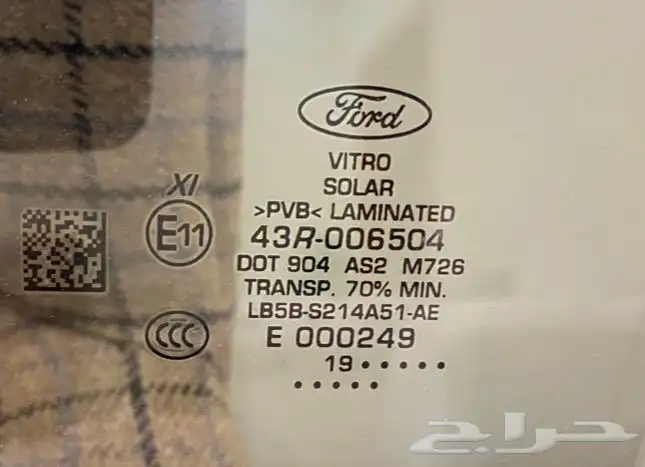 Ford
VITRO
SOLAR
>PVB< LAMINATED
XI
E11
43R-006504
DOT 904 AS2 M726
TRANSP. 70% MIN.
LB5B-S214A51-AE
CCC
E 000249
19 • • • • • •
• • • • •
حراج